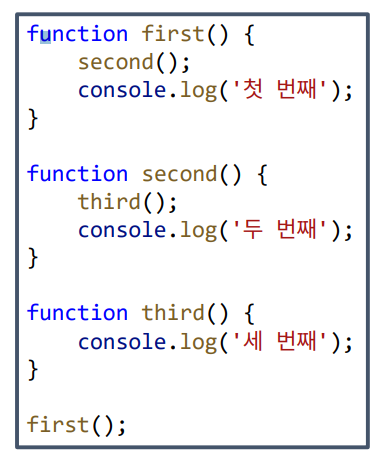 function first() {
    second();
    console.log('첫 번째');
}

function second() {
    third();
    console.log('두 번째');
}

function third() {
    console.log('세 번째');
}

first();